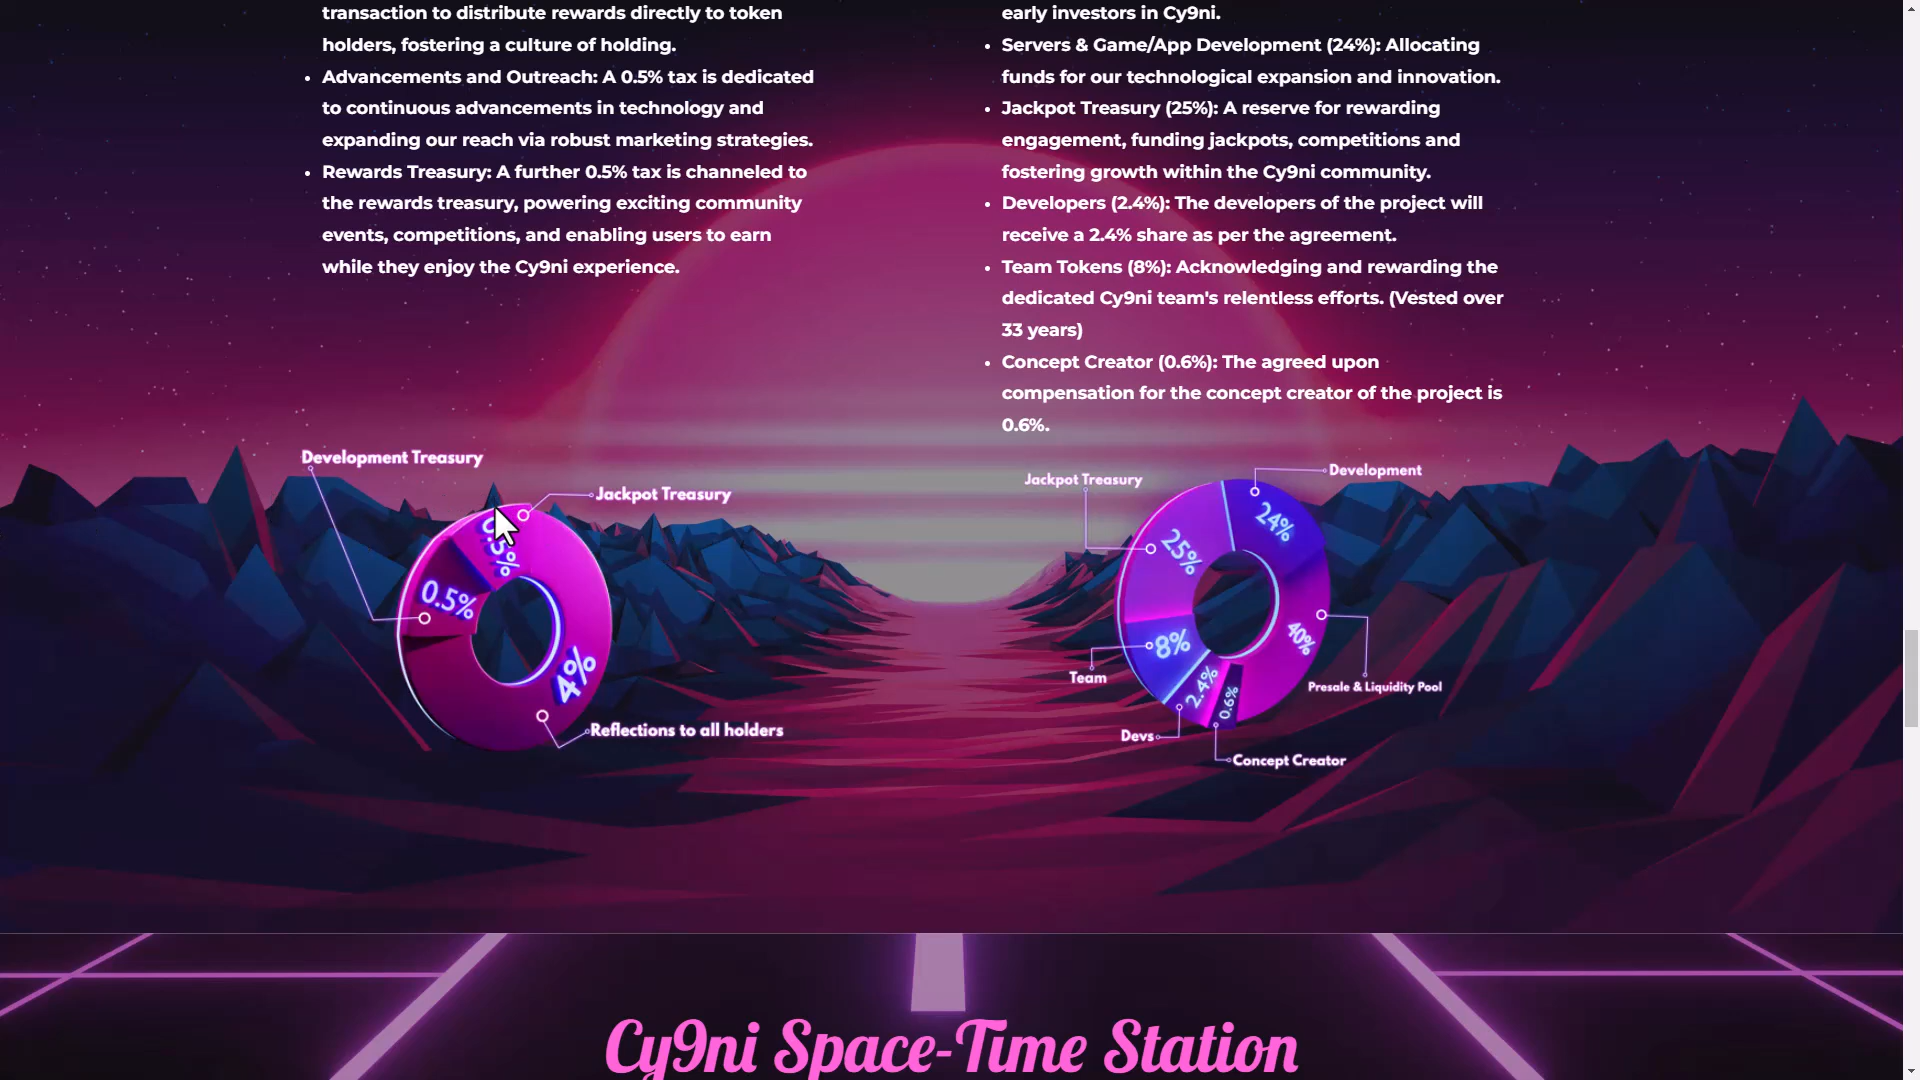 transaction to distribute rewards directly to token
holders, fostering a culture of holding.
Advancements and Outreach: A 0.5% tax is dedicated
to continuous advancements in technology and
expanding our reach via robust marketing strategies.
Rewards Treasury: A further 0.5% tax is channeled to
the rewards treasury, powering exciting community
events, competitions, and enabling users to earn
while they enjoy the Cy9ni experience.
early investors in Cy9ni.
Servers & Game/App Development (24%): Allocating
funds for our technological expansion and innovation.
Jackpot Treasury (25%): A reserve for rewarding
engagement, funding jackpots, competitions and
fostering growth within the Cy9ni community.
Developers (2.4%): The developers of the project will
receive a 2.4% share as per the agreement.
Team Tokens (8%): Acknowledging and rewarding the
dedicated Cy9ni team's relentless efforts. (Vested over
33 years)
Concept Creator (0.6%): The agreed upon
compensation for the concept creator of the project is
0.6%.
Development Treasury
Jackpot Treasury
0.5%
0.5%
4%
Reflections to all holders
Jackpot Treasury
Development
24%
25%
40%
8%
Team
2.4%
0.6%
Presale & Liquidity Pool
Devs
Concept Creator
Cy9ni Space-Time Station